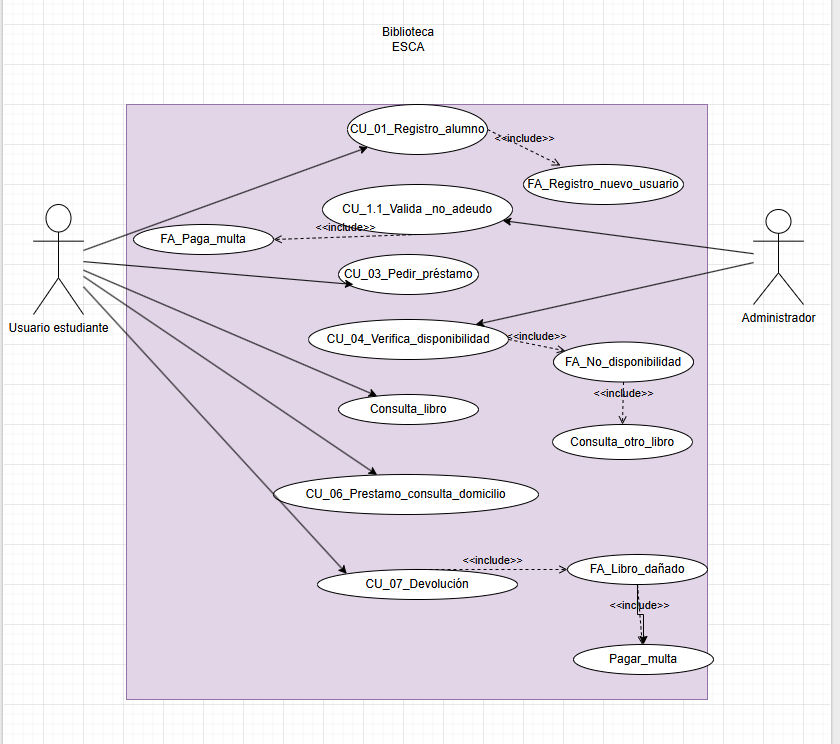 Biblioteca
ESCA
CU_01_Registro_alumno
<<include>>
FA_Registro_nuevo_usuario
CU_1.1_Valida _no_adeudo
<<include>>
FA_Paga_multa
CU_03_Pedir_préstamo
Usuario estudiante
Administrador
CU_04_Verifica_disponibilidad
<<include>>
FA_No_disponibilidad
<<include>>
Consulta_libro
Consulta_otro_libro
CU_06_Prestamo_consulta_domicilio
<<include>>
FA_Libro_dañado
CU_07_Devolución
<<include>>
Pagar_multa